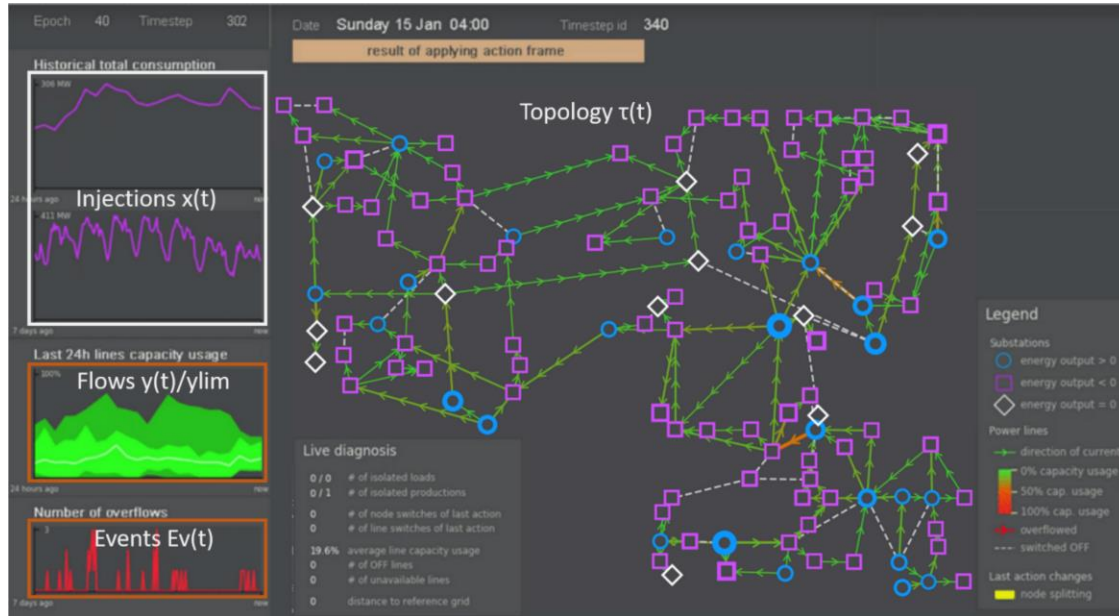 Epoch 40 Timestep 302
Date Sunday 15 Jan 04:00 Timestep id 340
result of applying action frame
Historical total consumption
306 MW
24 hours ago now
Injections x(t)
411 MW
7 days ago now
Last 24h lines capacity usage
100%
Flows y(t)/ylim
24 hours ago now
Number of overflows
3
Events Ev(t)
7 days ago now
Topology τ(t)
Live diagnosis
0 / 0 # of isolated loads
0 / 1 # of isolated productions
0 # of node switches of last action
0 # of line switches of last action
19.6% average line capacity usage
0 # of OFF lines
0 # of unavailable lines
0 distance to reference grid
Legend
Substations
energy output > 0
energy output < 0
energy output = 0
Power lines
direction of current
0% capacity usage
50% cap. usage
100% cap. usage
overflowed
switched OFF
Last action changes
node splitting